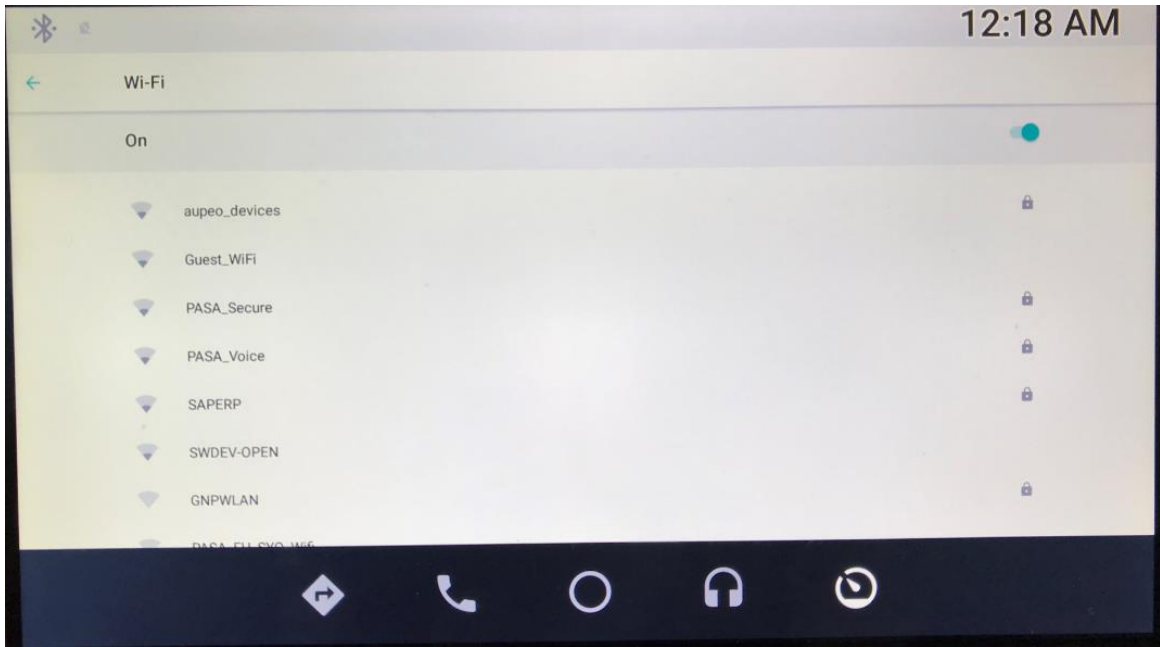 12:18 AM
Wi-Fi
On
aupeo_devices
Guest_WiFi
PASA_Secure
PASA_Voice
SAPERP
SWDEV-OPEN
GNPWLAN